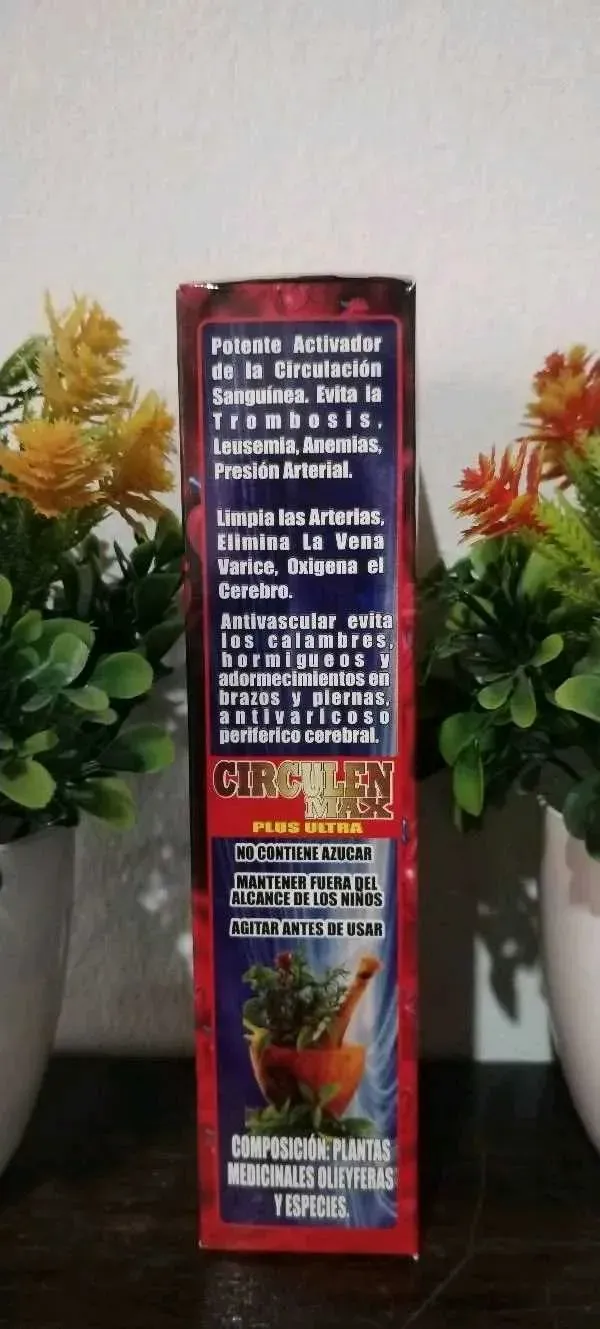 Potente Activador
de la Circulación
Sanguínea. Evita la
Trombosis,
Leusemia, Anemias,
Presión Arterial.
Limpia las Arterias,
Elimina La Vena
Varice, Oxigena el
Cerebro.
Antivascular evita
los calambres,
hormigueos y
adormecimientos en
brazos y piernas,
antivaricoso
periférico cerebral.
CIRCULEN
MAX
PLUS ULTRA
NO CONTIENE AZUCAR
MANTENER FUERA DEL
ALCANCE DE LOS NIÑOS
AGITAR ANTES DE USAR
COMPOSICIÓN: PLANTAS
MEDICINALES OLIEYFERAS
Y ESPECIES.